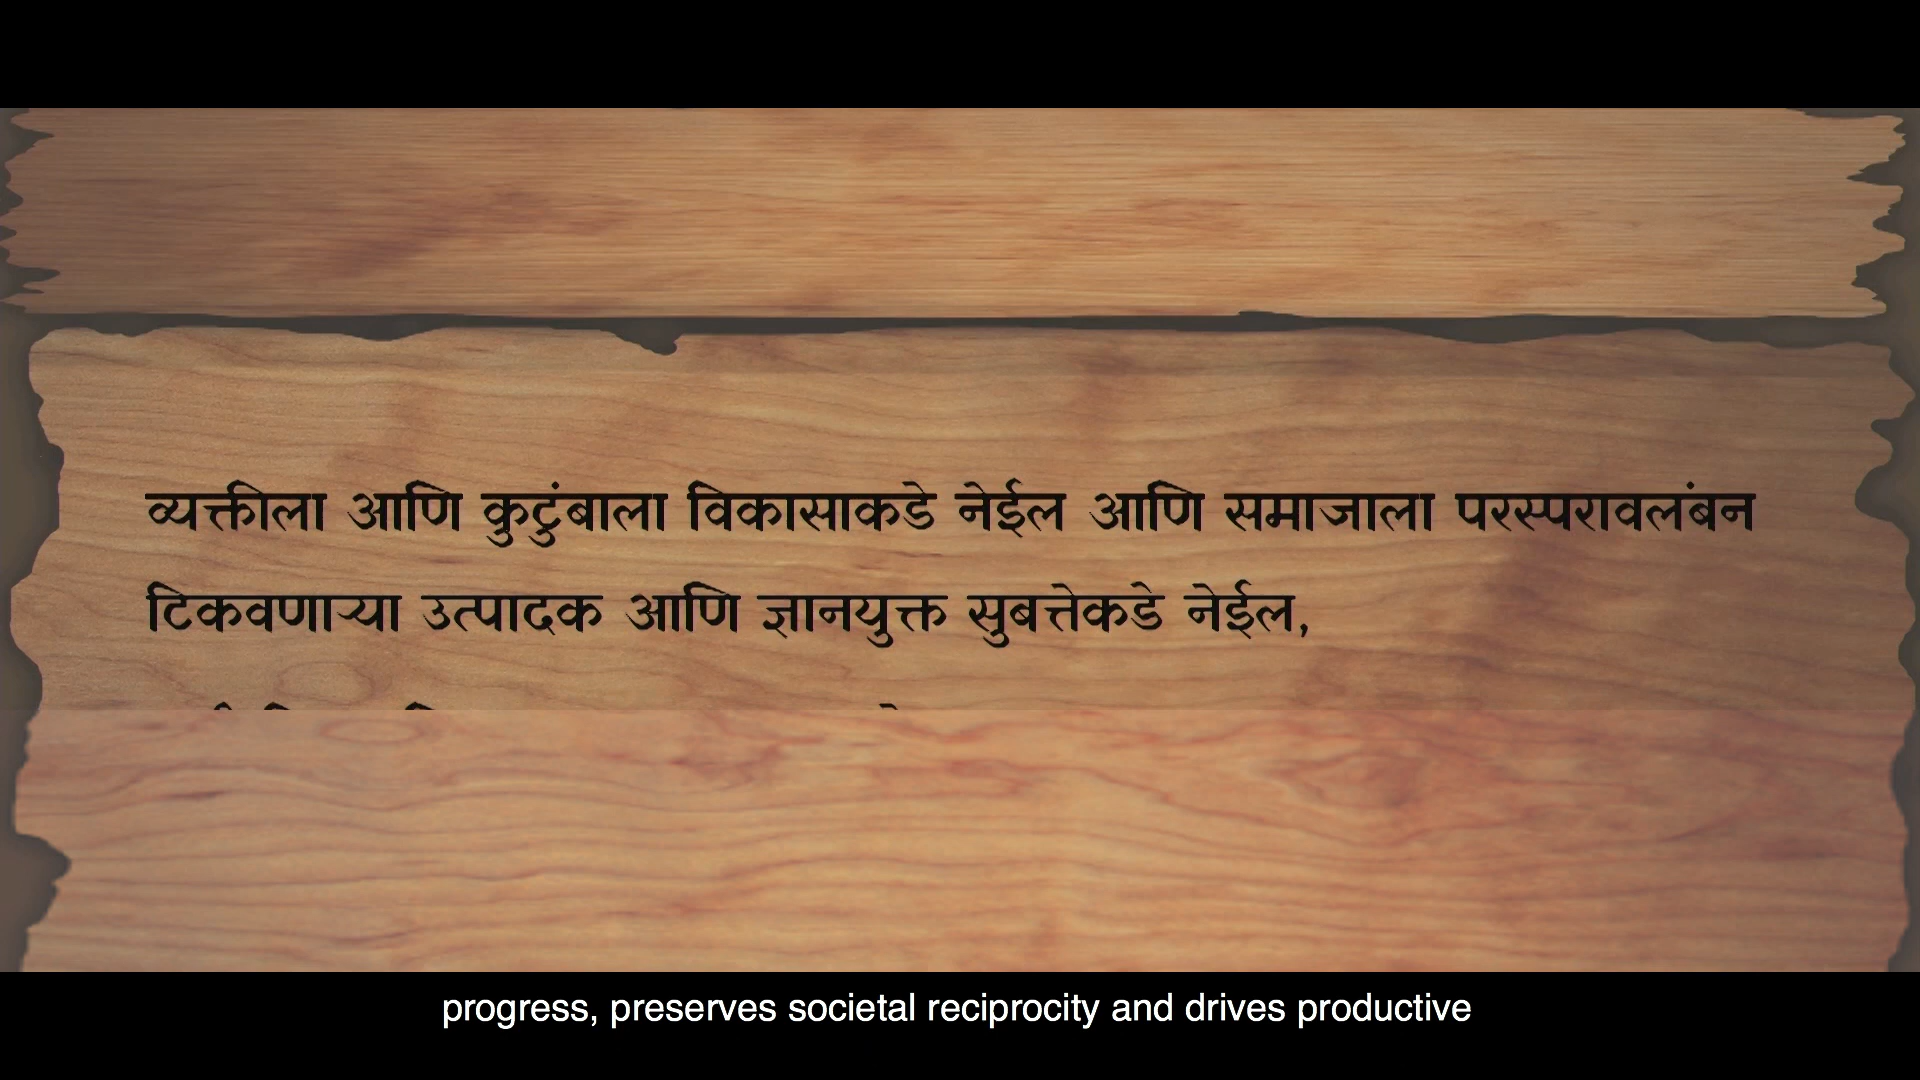 व्यक्तीला आणि कुटुंबाला विकासाकडे नेईल आणि समाजाला परस्परावलंबन
टिकवणाऱ्या उत्पादक आणि ज्ञानयुक्त सुबत्तेकडे नेईल,
progress, preserves societal reciprocity and drives productive